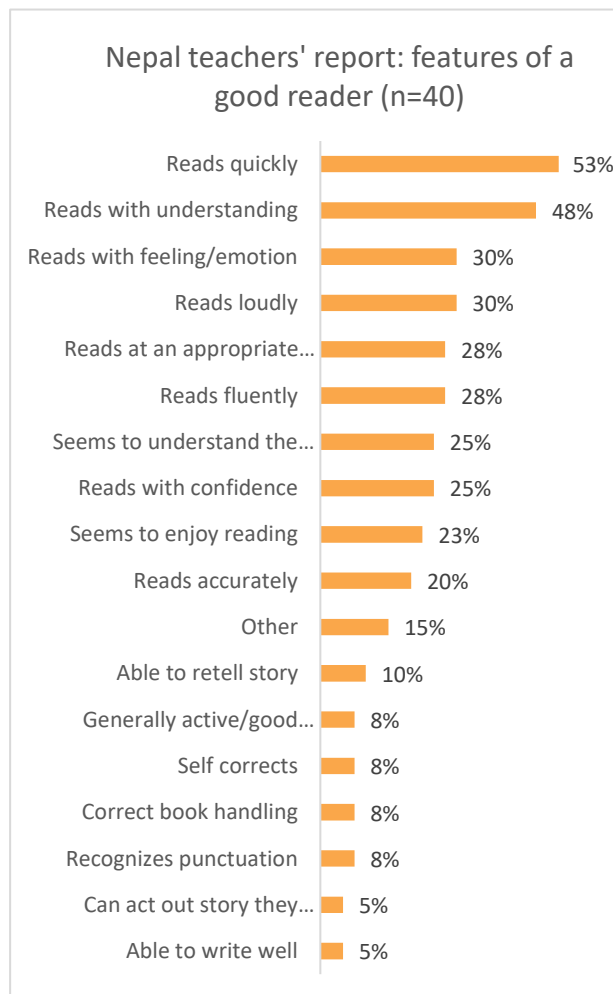 Nepal teachers' report: features of a
good reader (n=40)
Reads quickly 53%
Reads with understanding 48%
Reads with feeling/emotion 30%
Reads loudly 30%
Reads at an appropriate... 28%
Reads fluently 28%
Seems to understand the... 25%
Reads with confidence 25%
Seems to enjoy reading 23%
Reads accurately 20%
Other 15%
Able to retell story 10%
Generally active/good... 8%
Self corrects 8%
Correct book handling 8%
Recognizes punctuation 8%
Can act out story they... 5%
Able to write well 5%